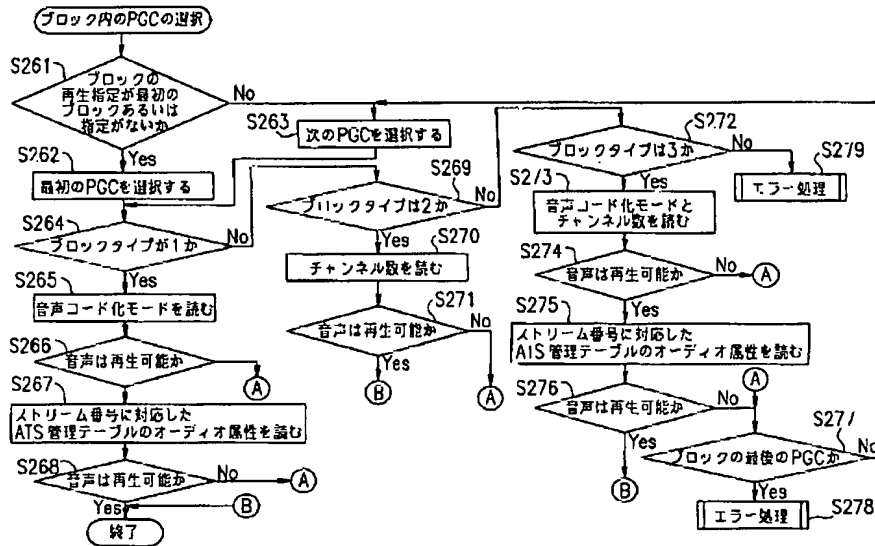 ブロック内のPGCの選択
S261
ブロックの
再生指定が最初の
ブロックあるいは
指定がないか
No
Yes
S262
最初のPGCを選択する
S263
次のPGCを選択する
S264
ブロックタイプが1か
No
Yes
S265
音声コード化モードを読む
S266
音声は再生可能か
A
S267
ストリーム番号に対応した
ATS管理テーブルのオーディオ属性を読む
S268
音声は再生可能か
No
A
Yes
B
終了
S269
ブロックタイプは2か
No
Yes
S270
チャンネル数を読む
S271
音声は再生可能か
No
Yes
B
A
S272
ブロックタイプは3か
No
Yes
S279
エラー処理
S273
音声コード化モードと
チャンネル数を読む
S274
音声は再生可能か
No
A
Yes
S275
ストリーム番号に対応した
ATS管理テーブルのオーディオ属性を読む
S276
音声は再生可能か
No
Yes
B
A
S277
ブロックの最後のPGCか
No
Yes
S278
エラー処理